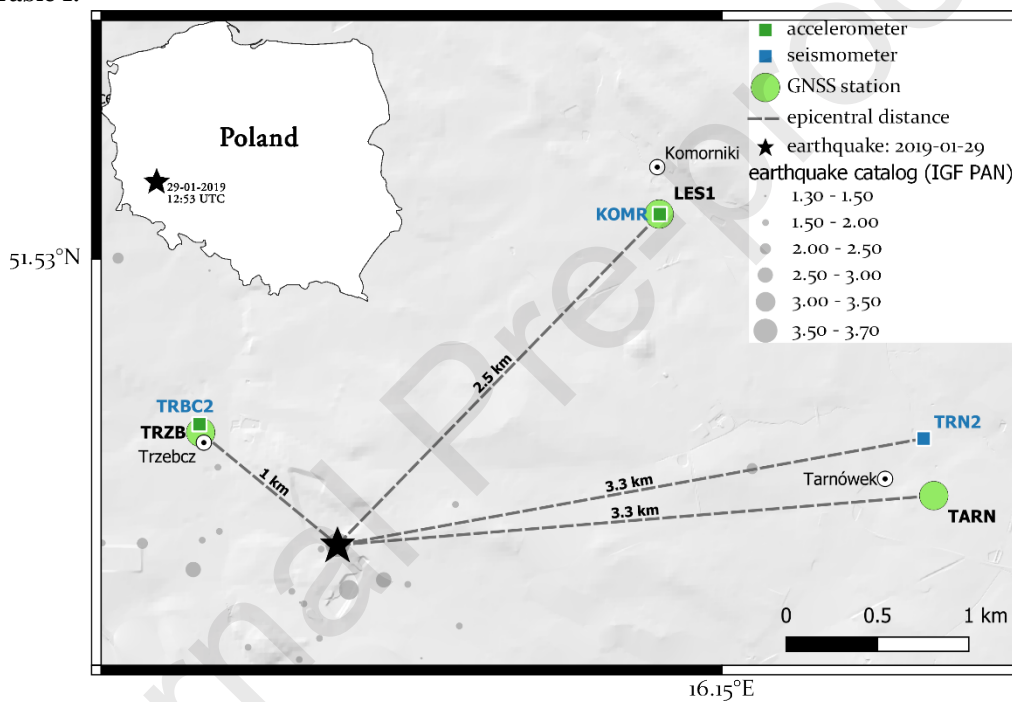 accelerometer
seismometer
GNSS station
epicentral distance
earthquake: 2019-01-29
earthquake catalog (IGF PAN)
1.30 - 1.50
1.50 - 2.00
2.00 - 2.50
2.50 - 3.00
3.00 - 3.50
3.50 - 3.70
Poland
29-01-2019
12:53 UTC
Komorniki
LES1
KOMR
51.53°N
2.5 km
TRBC2
TRZB
Trzebcz
1 km
TRN2
3.3 km
Tarnówek
3.3 km
TARN
0 0.5 1 km
16.15°E